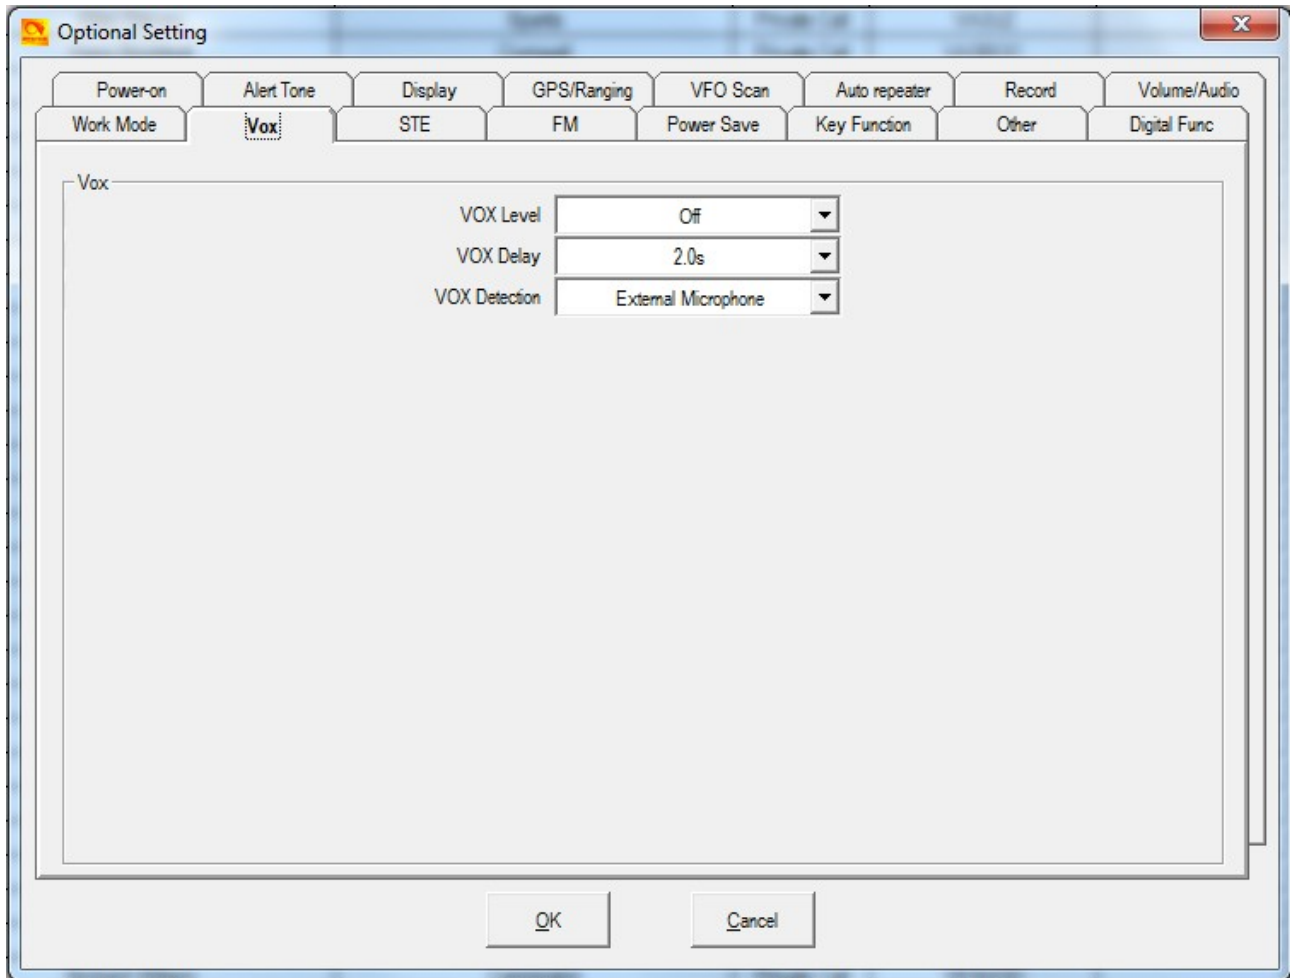 Optional Setting
Power-on Alert Tone Display GPS/Ranging VFO Scan Auto repeater Record Volume/Audio
Work Mode Vox STE FM Power Save Key Function Other Digital Func
Vox
VOX Level Off
VOX Delay 2.0s
VOX Detection External Microphone
OK Cancel